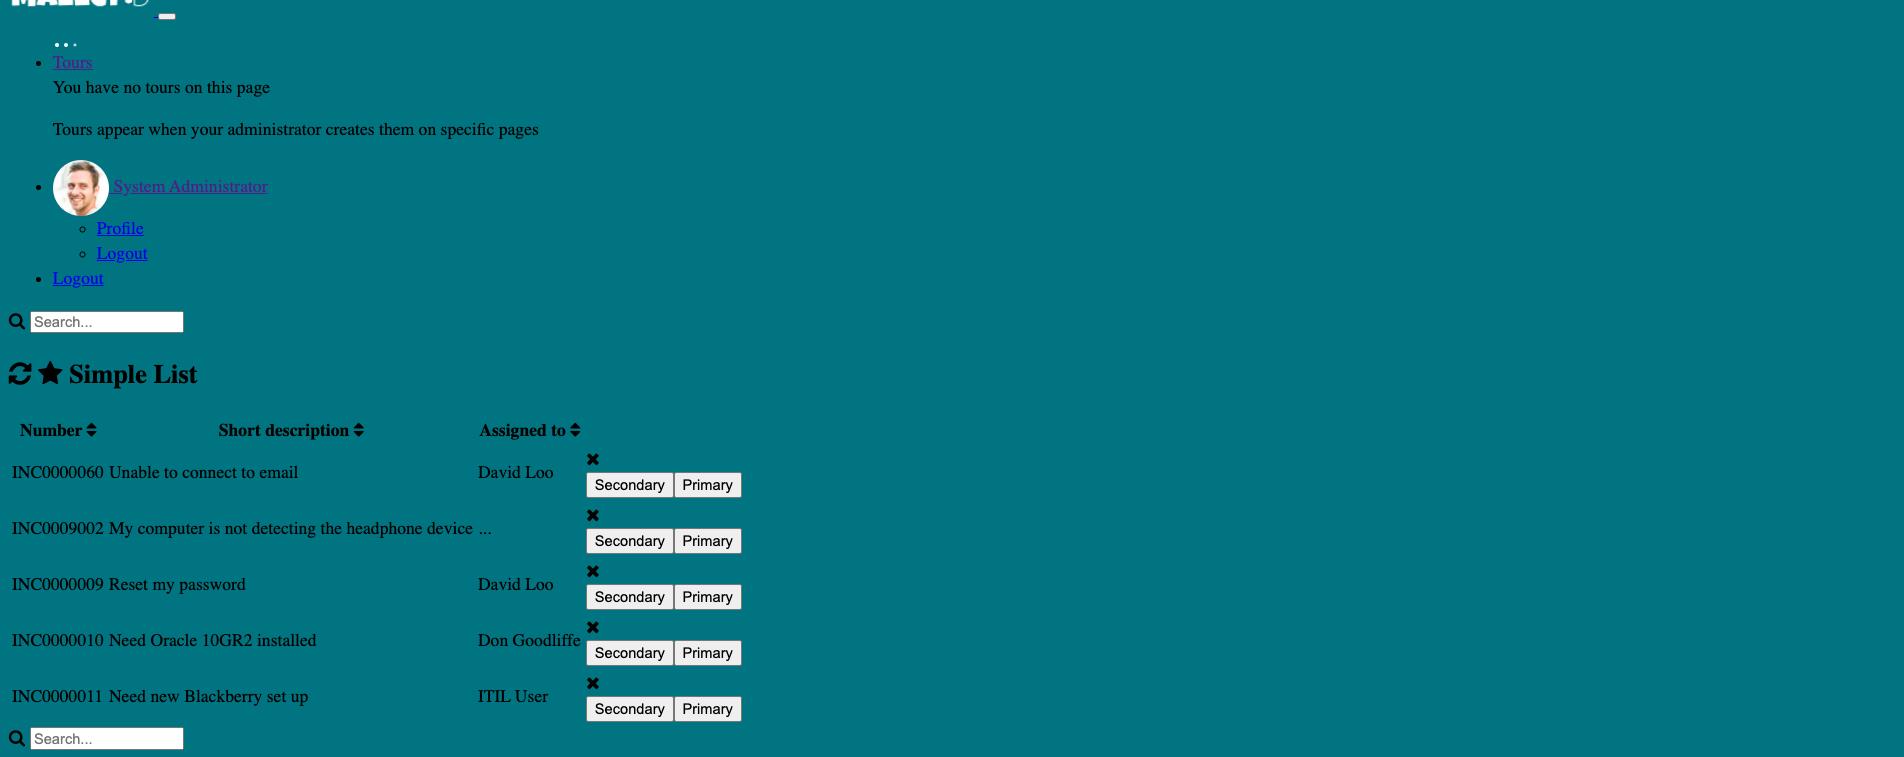 ...
Tours
You have no tours on this page
Tours appear when your administrator creates them on specific pages
System Administrator
Profile
Logout
Logout
Search...
Simple List
Number Short description Assigned to
INC0000060 Unable to connect to email David Loo Secondary Primary
INC0009002 My computer is not detecting the headphone device ... Secondary Primary
INC0000009 Reset my password David Loo Secondary Primary
INC0000010 Need Oracle 10GR2 installed Don Goodliffe Secondary Primary
INC0000011 Need new Blackberry set up ITIL User Secondary Primary
Search...